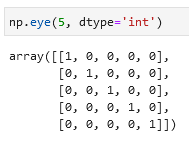 np.eye(5, dtype='int')
array([[1, 0, 0, 0, 0],
       [0, 1, 0, 0, 0],
       [0, 0, 1, 0, 0],
       [0, 0, 0, 1, 0],
       [0, 0, 0, 0, 1]])